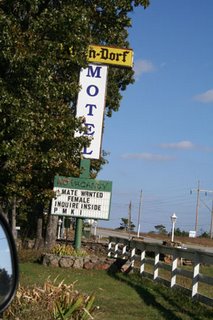 n-Dorf
MOTEL
MATE WANTED
FEMALE
INQUIRE INSIDE
P M K I